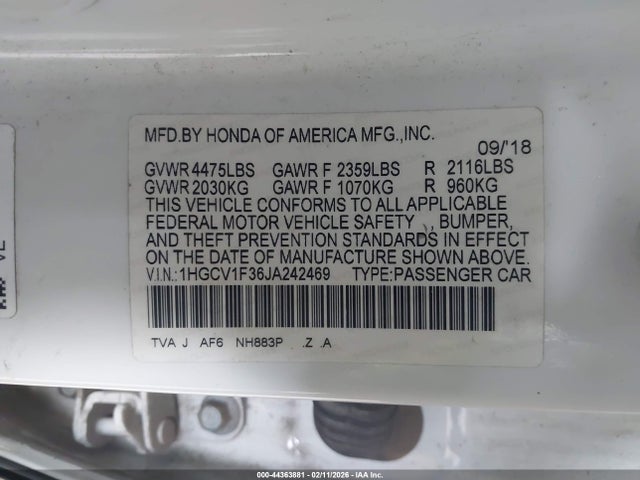 MFD.BY HONDA OF AMERICA MFG.,INC.
09/'18
GVWR 4475LBS GAWR F 2359LBS R 2116LBS
GVWR 2030KG GAWR F 1070KG R 960KG
THIS VEHICLE CONFORMS TO ALL APPLICABLE
FEDERAL MOTOR VEHICLE SAFETY , BUMPER,
AND THEFT PREVENTION STANDARDS IN EFFECT
ON THE DATE OF MANUFACTURE SHOWN ABOVE.
V.I.N.:1HGCV1F36JA242469 TYPE:PASSENGER CAR
TVA J AF6 NH883P .Z .A
000-44363881 - 02/11/2026 - IAA Inc.